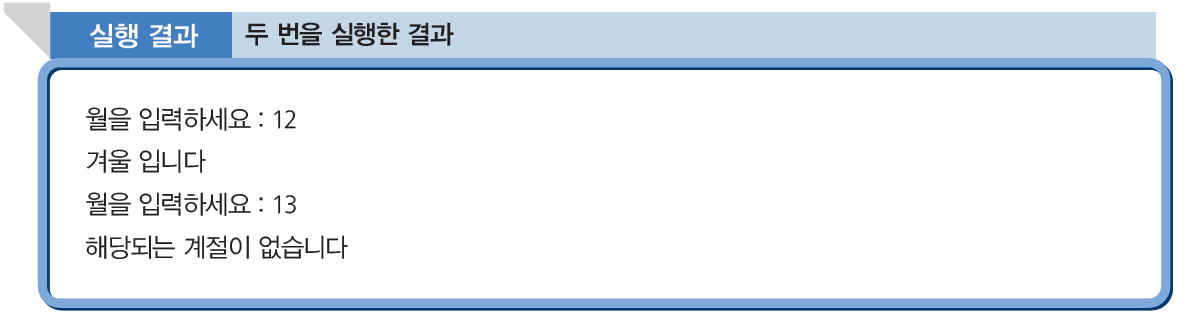 실행 결과 두 번을 실행한 결과
월을 입력하세요 : 12
겨울 입니다
월을 입력하세요 : 13
해당되는 계절이 없습니다